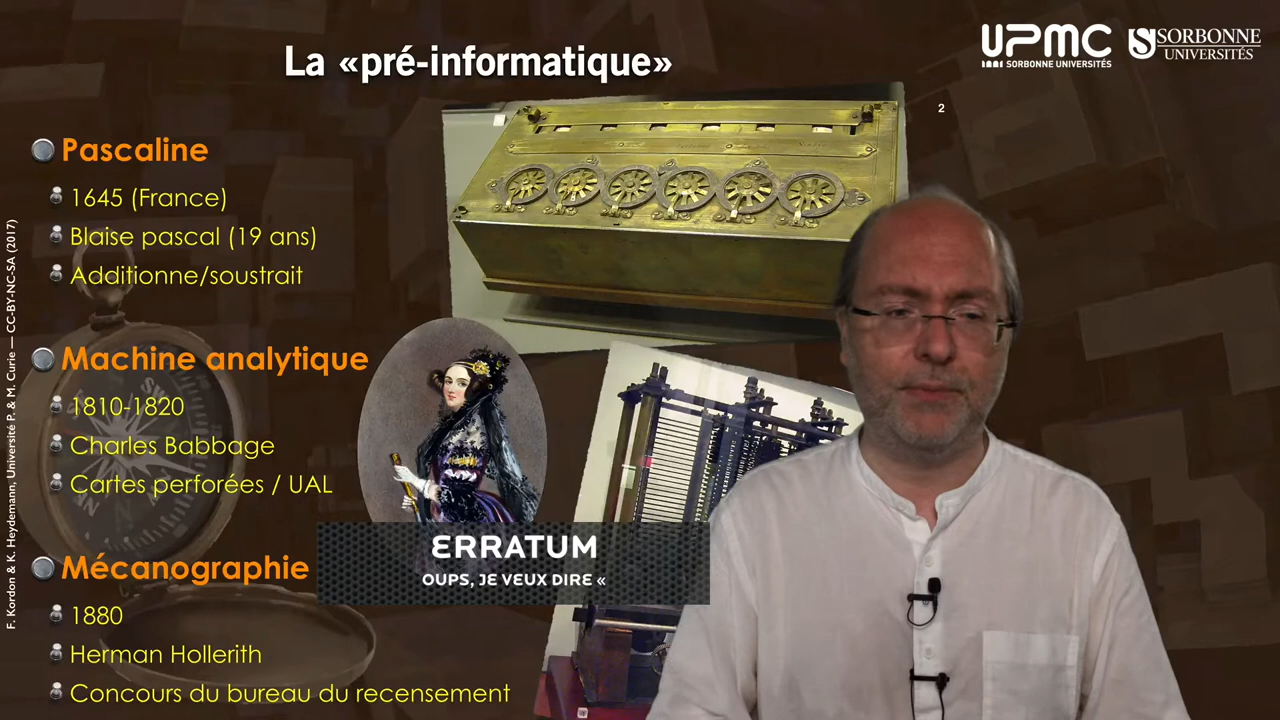 La «pré-informatique»
UPMC
SORBONNE UNIVERSITÉS
SORBONNE
UNIVERSITÉS
2
Pascaline
1645 (France)
Blaise pascal (19 ans)
Additionne/soustrait
Machine analytique
1810-1820
Charles Babbage
Cartes perforées / UAL
ERRATUM
OUPS, JE VEUX DIRE «
Mécanographie
1880
Herman Hollerith
Concours du bureau du recensement
F. Kordon & K. Heydemann, Université P. & M. Curie — CC-BY-NC-SA (2017)